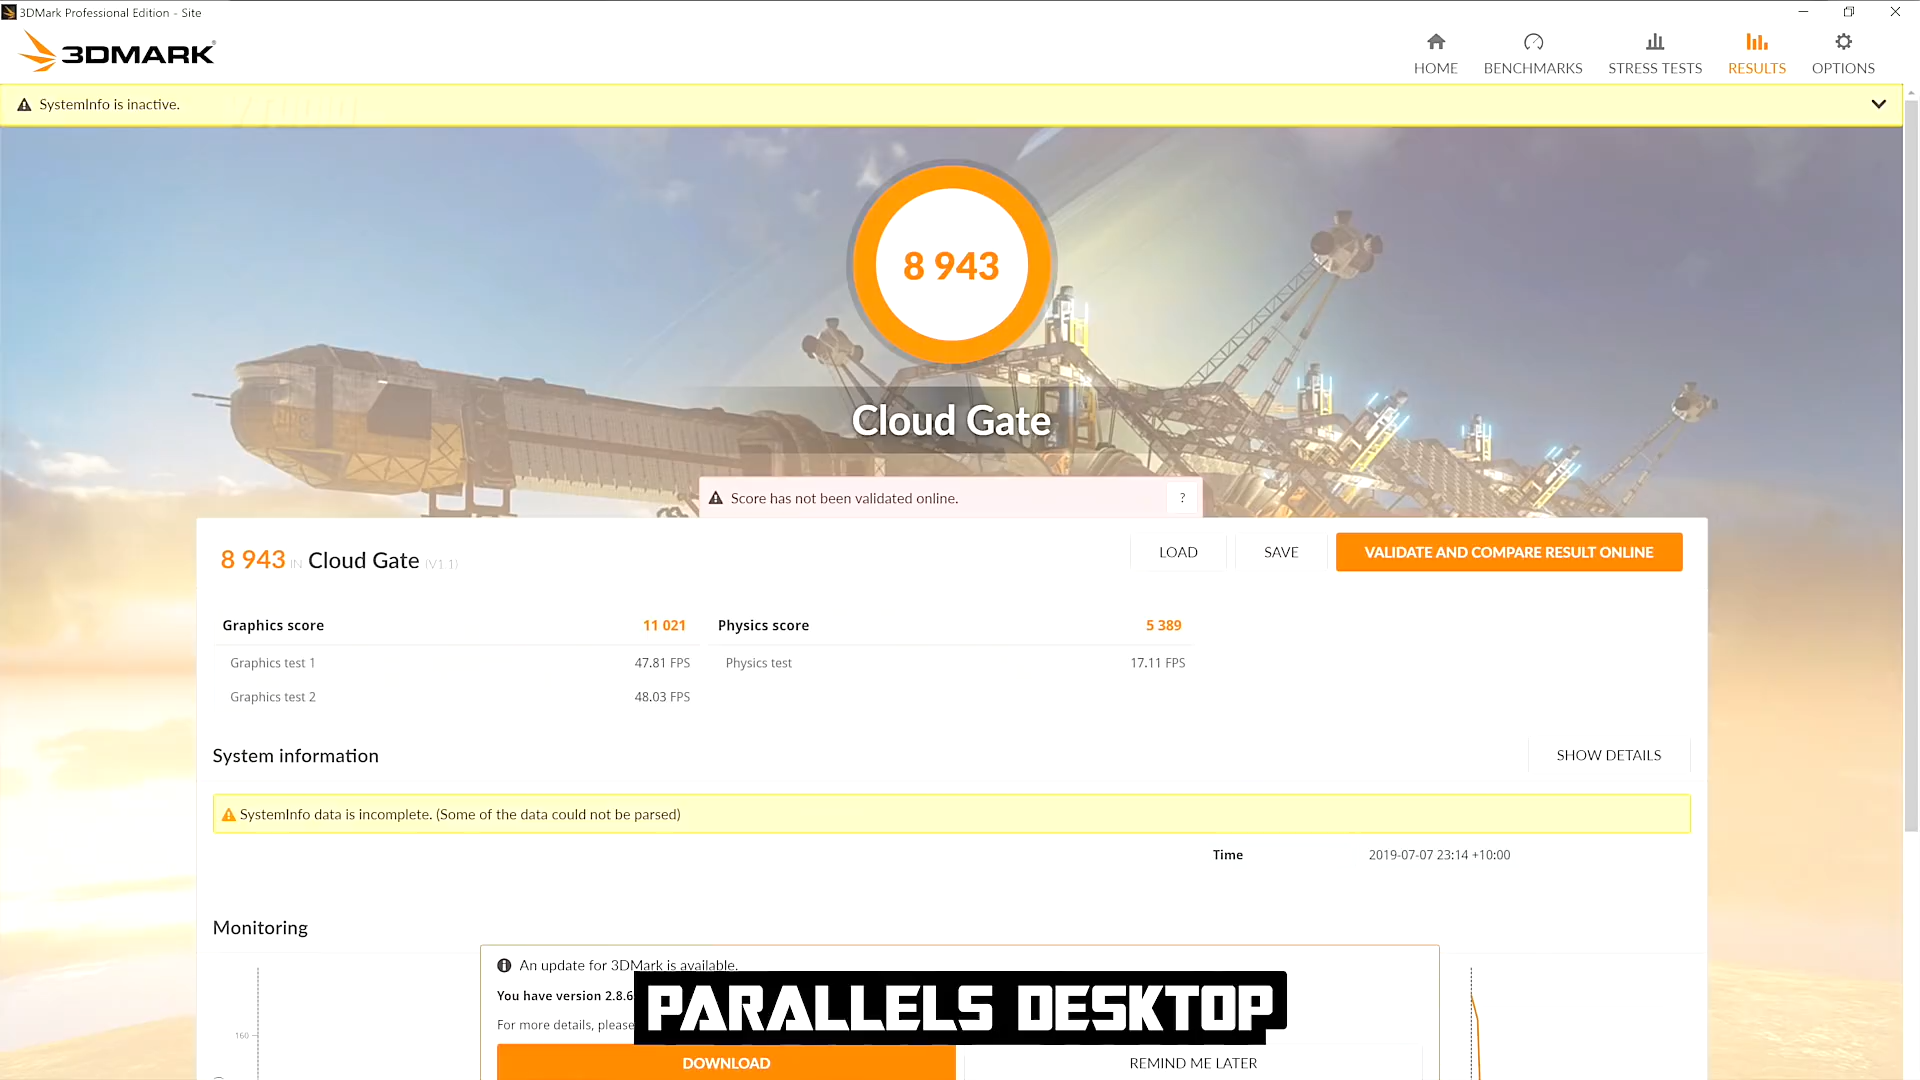 3DMark Professional Edition - Site
3DMARK
HOME
BENCHMARKS
STRESS TESTS
RESULTS
OPTIONS
SystemInfo is inactive.
8 943
Cloud Gate
Score has not been validated online.
?
8 943 IN Cloud Gate (V1 1)
LOAD
SAVE
VALIDATE AND COMPARE RESULT ONLINE
Graphics score 11 021
Physics score 5 389
Graphics test 1 47.81 FPS
Physics test 17.11 FPS
Graphics test 2 48.03 FPS
System information
SHOW DETAILS
SystemInfo data is incomplete. (Some of the data could not be parsed)
Time 2019-07-07 23:14 +10:00
Monitoring
An update for 3DMark is available.
You have version 2.8.6
For more details, please
PARALLELS DESKTOP
160
DOWNLOAD
REMIND ME LATER